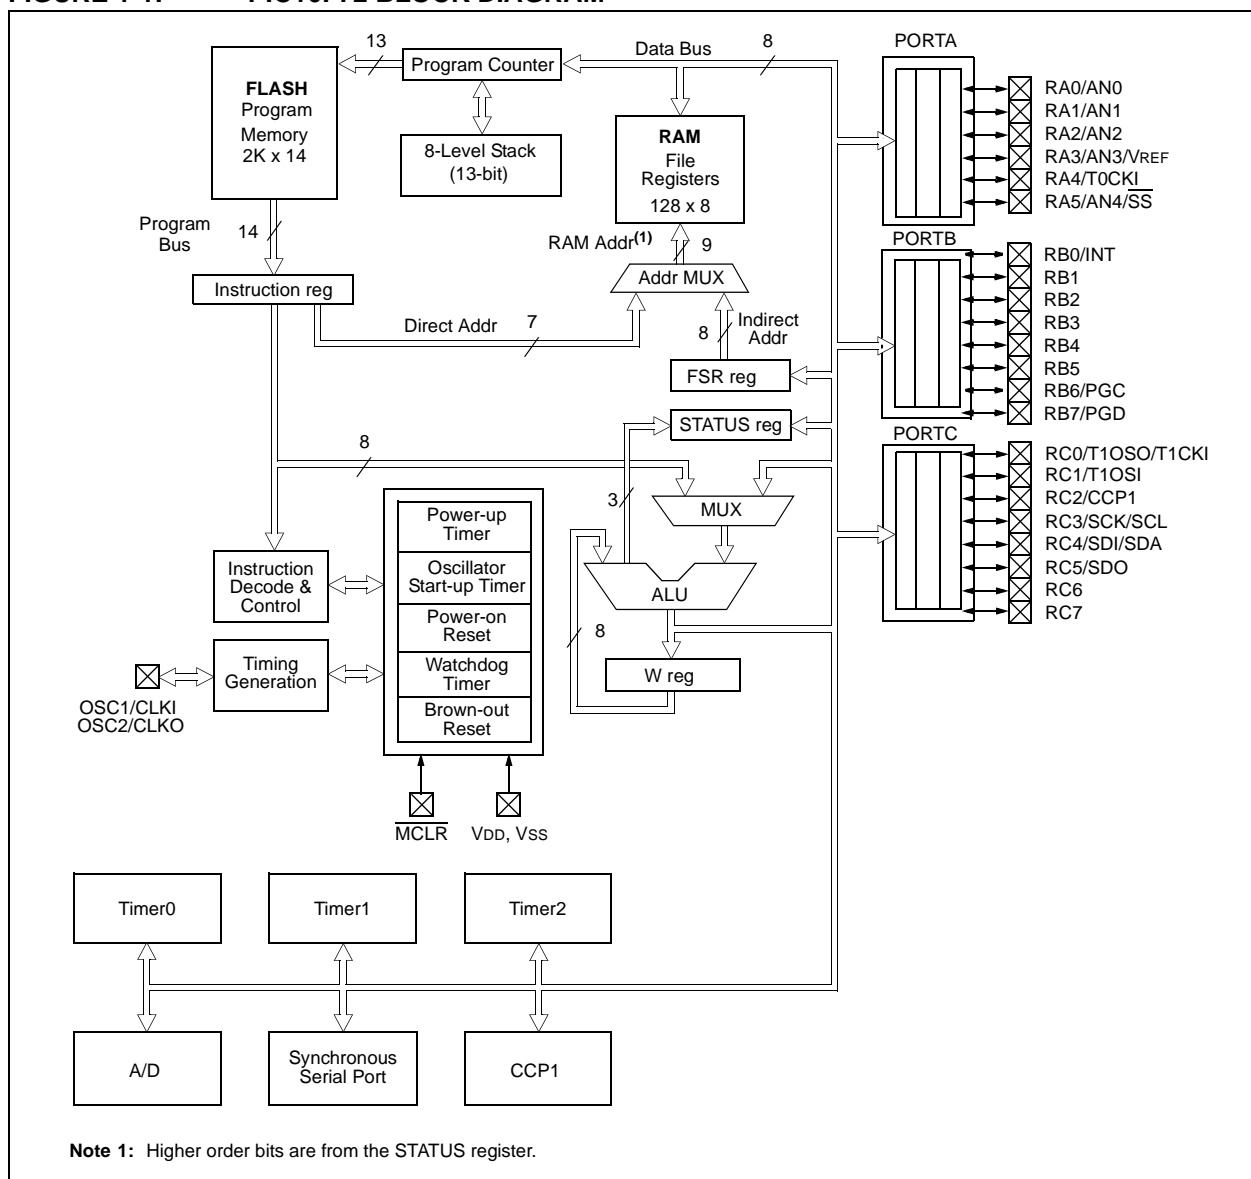 13
Program Counter
Data Bus
8
PORTA
FLASH
Program
Memory
2K x 14
8-Level Stack
(13-bit)
RAM
File
Registers
128 x 8
RA0/AN0
RA1/AN1
RA2/AN2
RA3/AN3/VREF
RA4/T0CKI
RA5/AN4/SS
Program
Bus
14
RAM Addr(1)
9
PORTB
Instruction reg
Addr MUX
Direct Addr
7
8
Indirect
Addr
FSR reg
STATUS reg
RB0/INT
RB1
RB2
RB3
RB4
RB5
RB6/PGC
RB7/PGD
PORTC
8
3
MUX
RC0/T1OSO/T1CKI
RC1/T1OSI
RC2/CCP1
RC3/SCK/SCL
RC4/SDI/SDA
RC5/SDO
RC6
RC7
Power-up
Timer
Oscillator
Start-up Timer
Power-on
Reset
Watchdog
Timer
Brown-out
Reset
Instruction
Decode &
Control
ALU
8
W reg
Timing
Generation
OSC1/CLKI
OSC2/CLKO
MCLR
VDD, VSS
Timer0
Timer1
Timer2
A/D
Synchronous
Serial Port
CCP1
Note 1: Higher order bits are from the STATUS register.